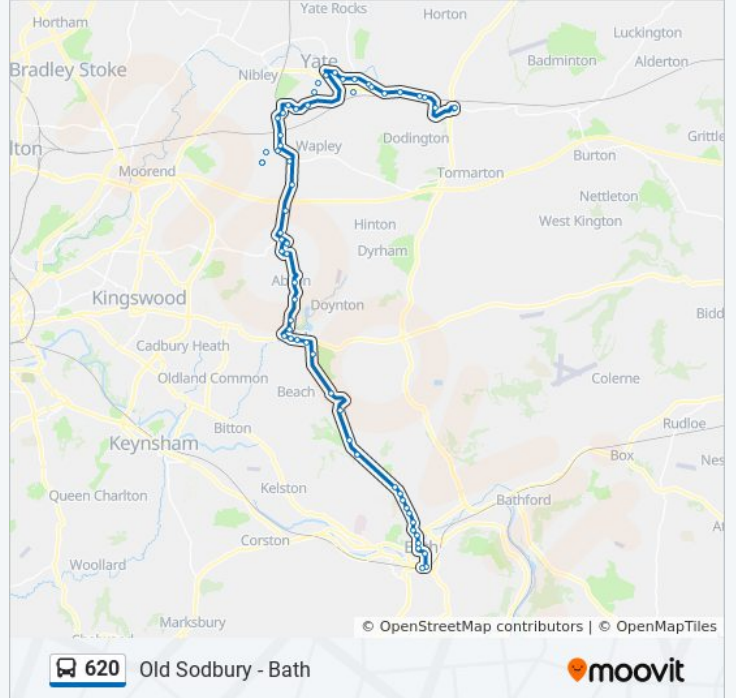 Yate Rocks
Horton
Hortham
Luckington
Yate
Badminton
Alderton
Bradley Stoke
Nibley
Dodington
lton
Wapley
Grittle
Burton
Moorend
Tormarton
Nettleton
Hinton
West Kington
Dyrham
Kingswood
Doynton
Bidd
Cadbury Heath
Oldland Common
Colerne
Beach
Rudloe
Bitton
Keynsham
Box
Nes
Queen Charlton
Kelston
Bathford
Corston
Woollard
Marksbury
© OpenStreetMap contributors | © OpenMapTiles
620 Old Sodbury - Bath
moovit